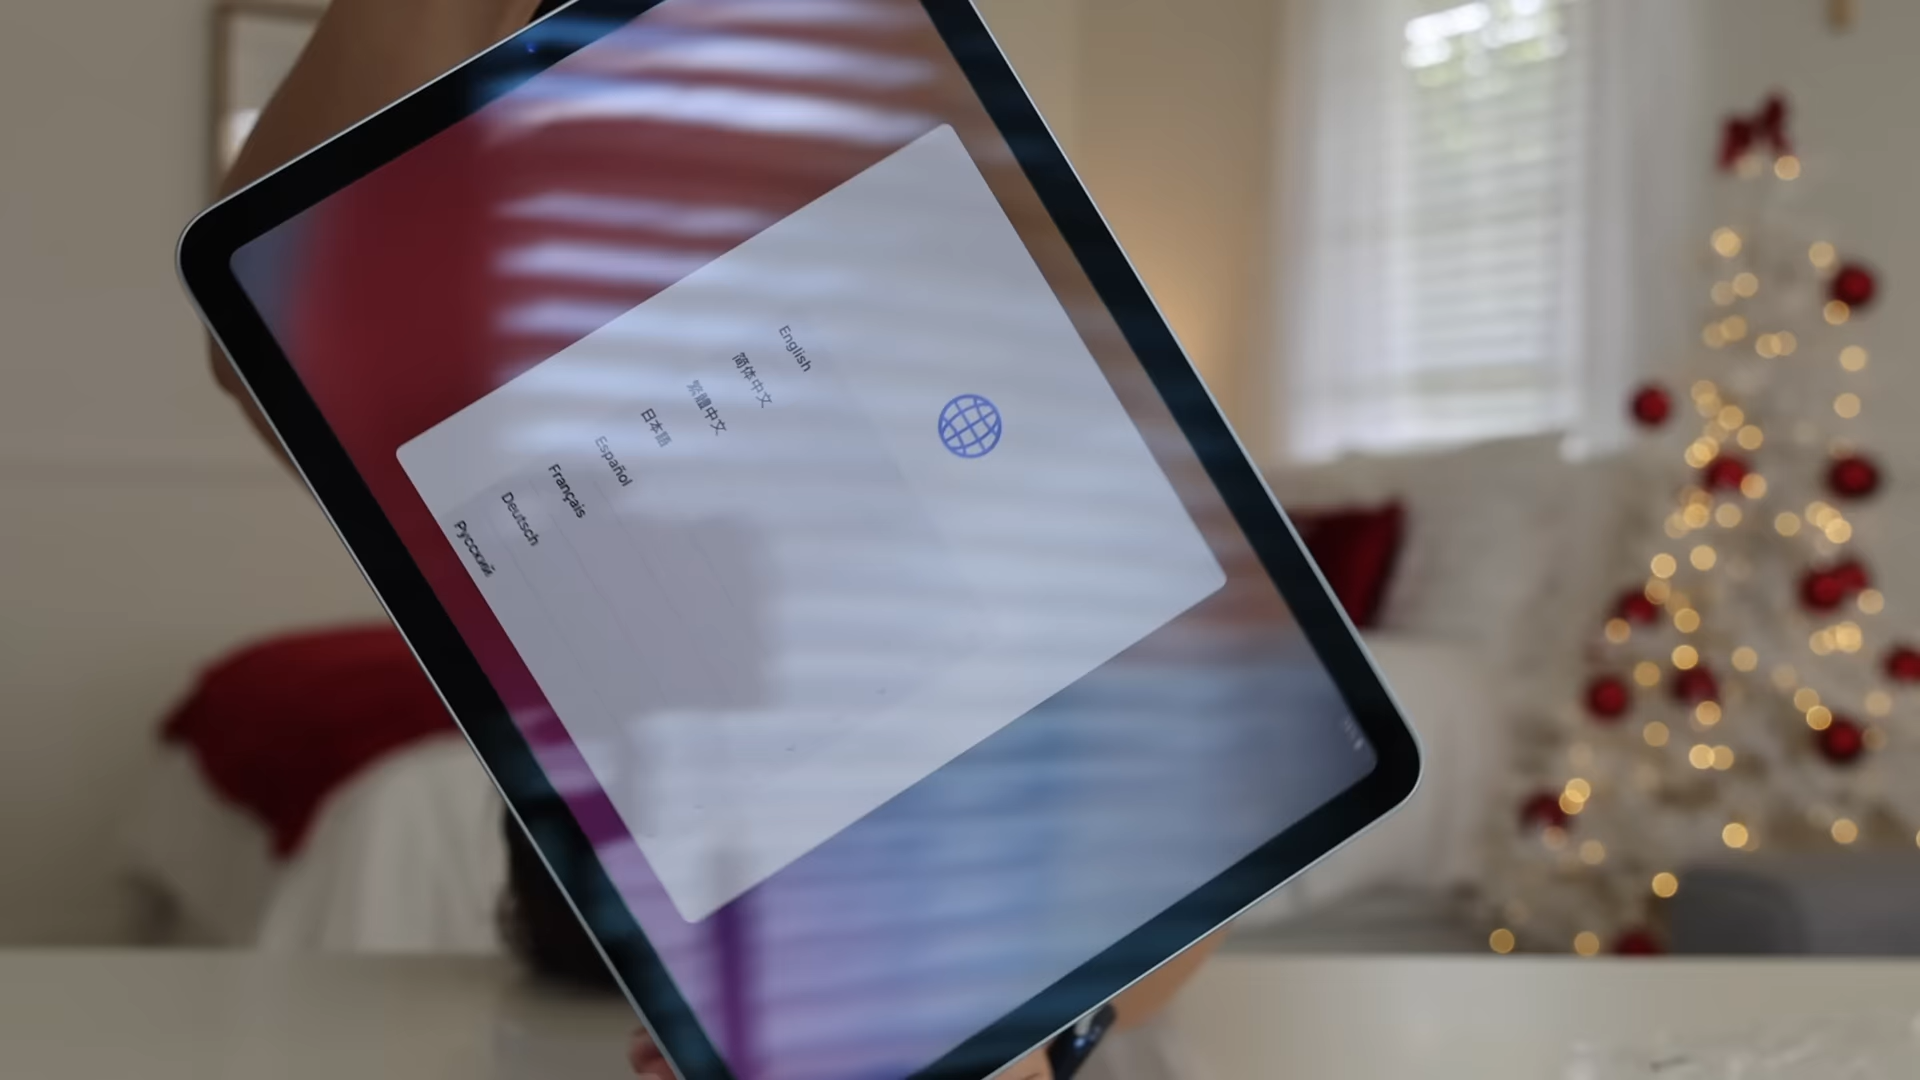 English
简体中文
繁體中文
日本語
Español
Français
Deutsch
Русский